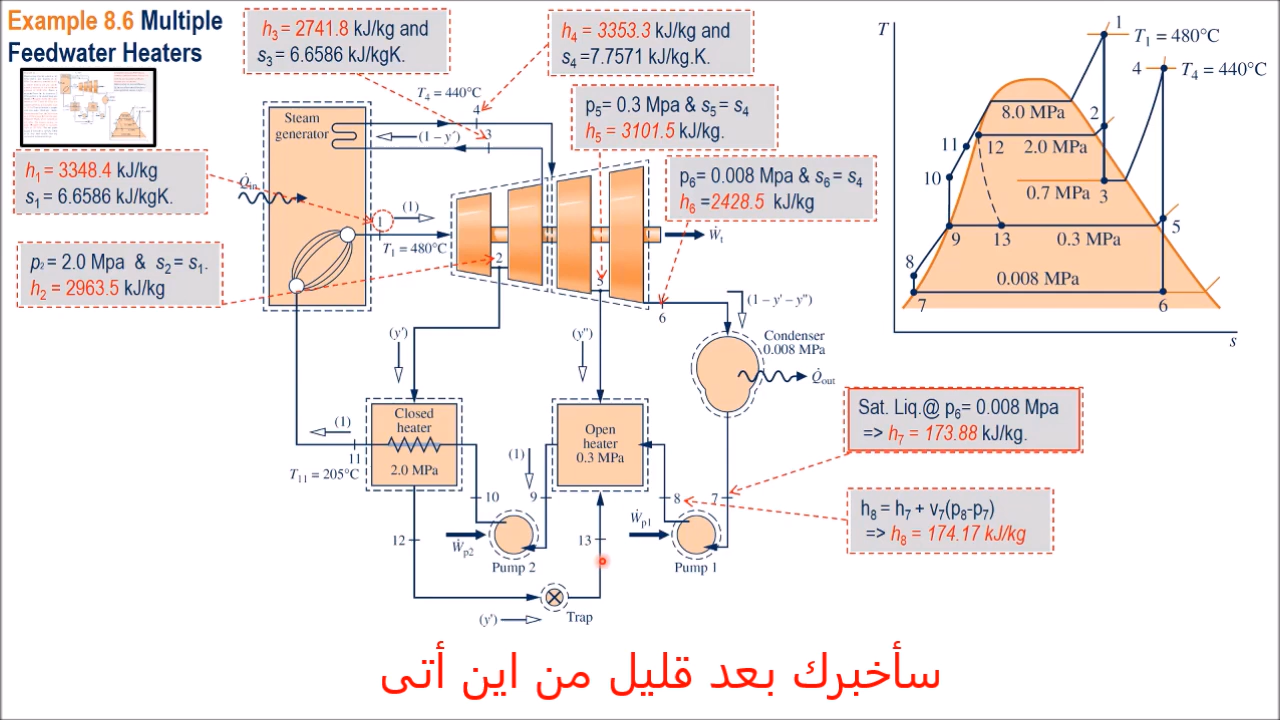 Example 8.6 Multiple
Feedwater Heaters
h3 = 2741.8 kJ/kg and
s3= 6.6586 kJ/kgK.
h4 = 3353.3 kJ/kg and
s4 =7.7571 kJ/kg.K.
p5= 0.3 Mpa & s5 = s4
h5 = 3101.5 kJ/kg.
p6= 0.008 Mpa & s6 = s4
h6 =2428.5 kJ/kg
h1 = 3348.4 kJ/kg
s1 = 6.6586 kJ/kgK.
p2 = 2.0 Mpa & s2 = s1.
h2 = 2963.5 kJ/kg
Sat. Liq.@ p6= 0.008 Mpa
=> h7 = 173.88 kJ/kg.
h8 = h7 + v7(p8-p7)
=> h8 = 174.17 kJ/kg
Steam
generator
Q̇in
T4 = 440°C
4
(1 – y′)
3
(1)
1
T1 = 480°C
2
5
Ẇt
6
(1 – y′ – y″)
(y′)
(y″)
Condenser
0.008 MPa
Q̇out
Closed
heater
2.0 MPa
Open
heater
0.3 MPa
(1)
11
T11 = 205°C
(1)
10
9
8
7
12
13
Ẇp2
Pump 2
Ẇp1
Pump 1
(y′)
Trap
T
1
T1 = 480°C
4
T4 = 440°C
8.0 MPa
2
11
12
2.0 MPa
10
0.7 MPa
3
5
9
13
0.3 MPa
8
0.008 MPa
7
6
s
سأخبرك بعد قليل من اين أتى